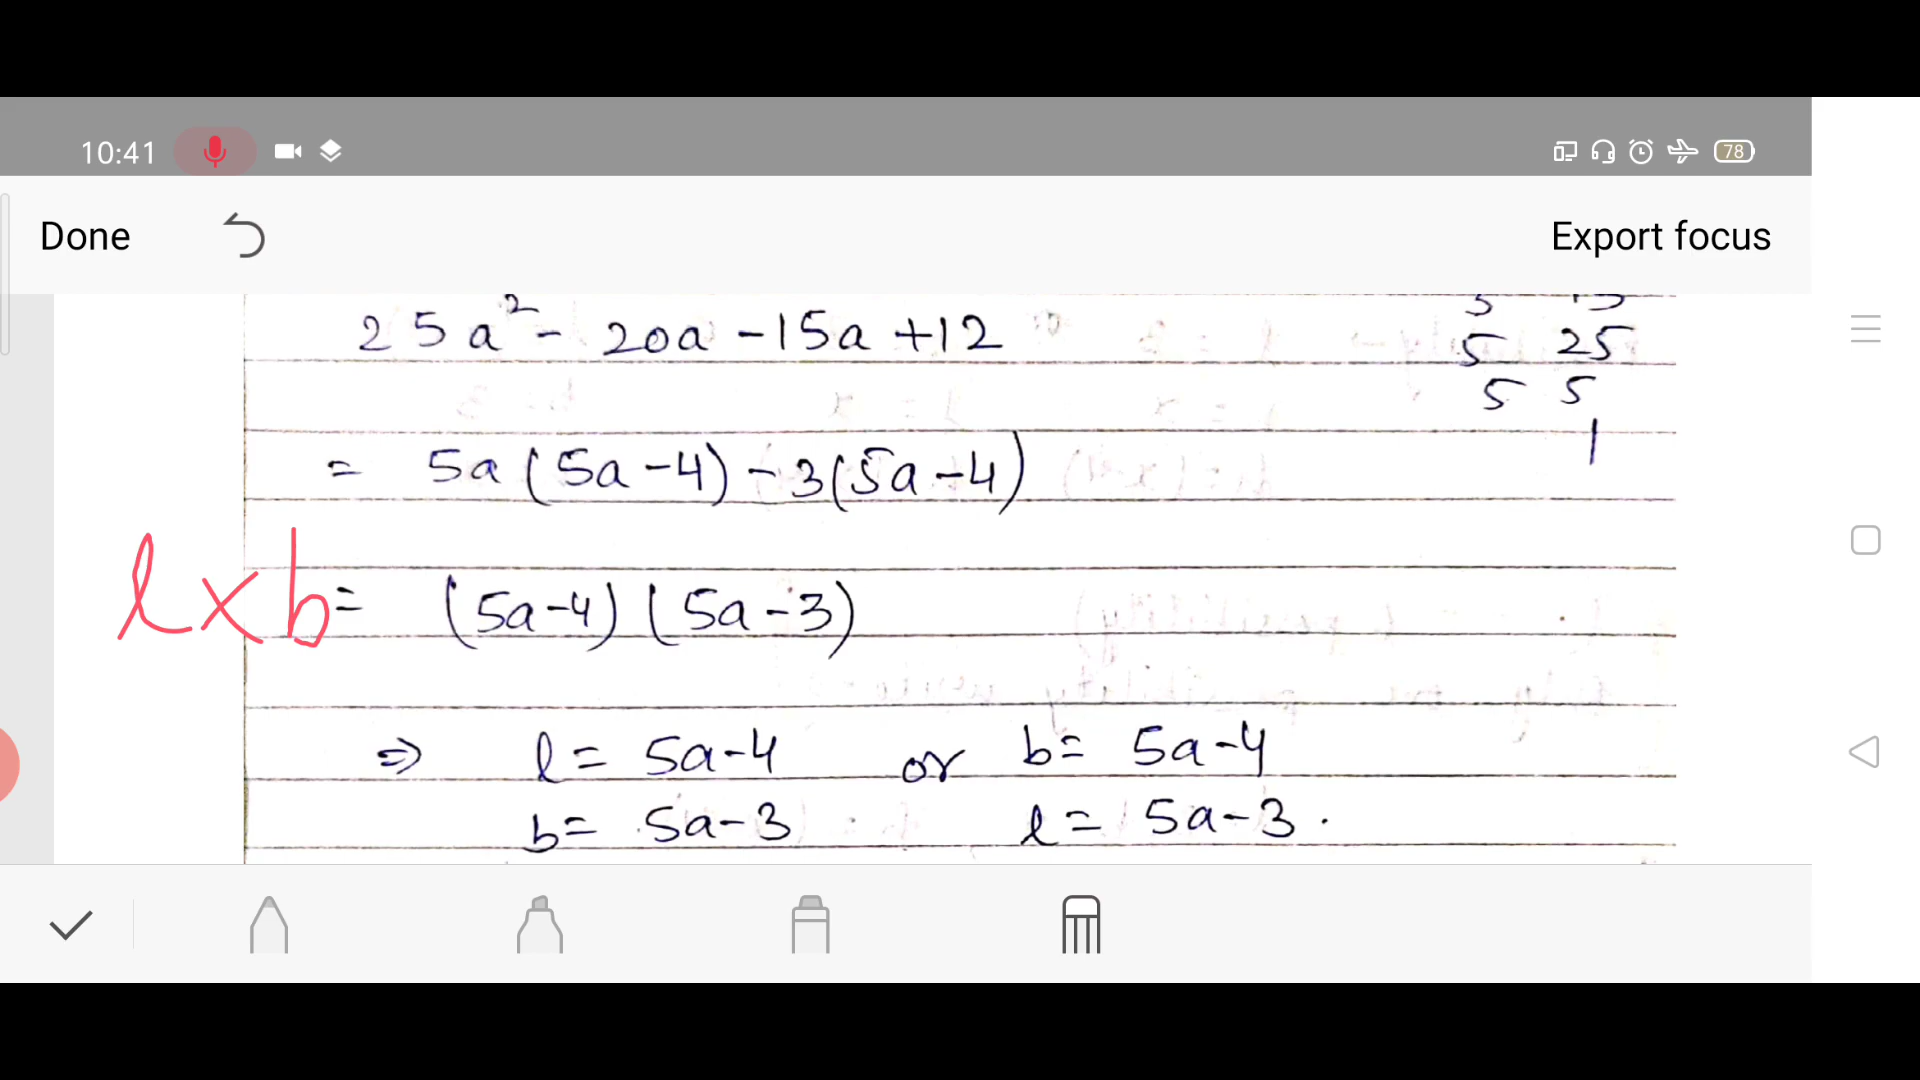 10:41 78
Done Export focus
25a² - 20a - 15a + 12
5 25
5 5
1
= 5a (5a - 4) - 3(5a - 4)
l x b = (5a - 4) (5a - 3)
⇒ l = 5a - 4 or b = 5a - 4
b = 5a - 3 l = 5a - 3 .